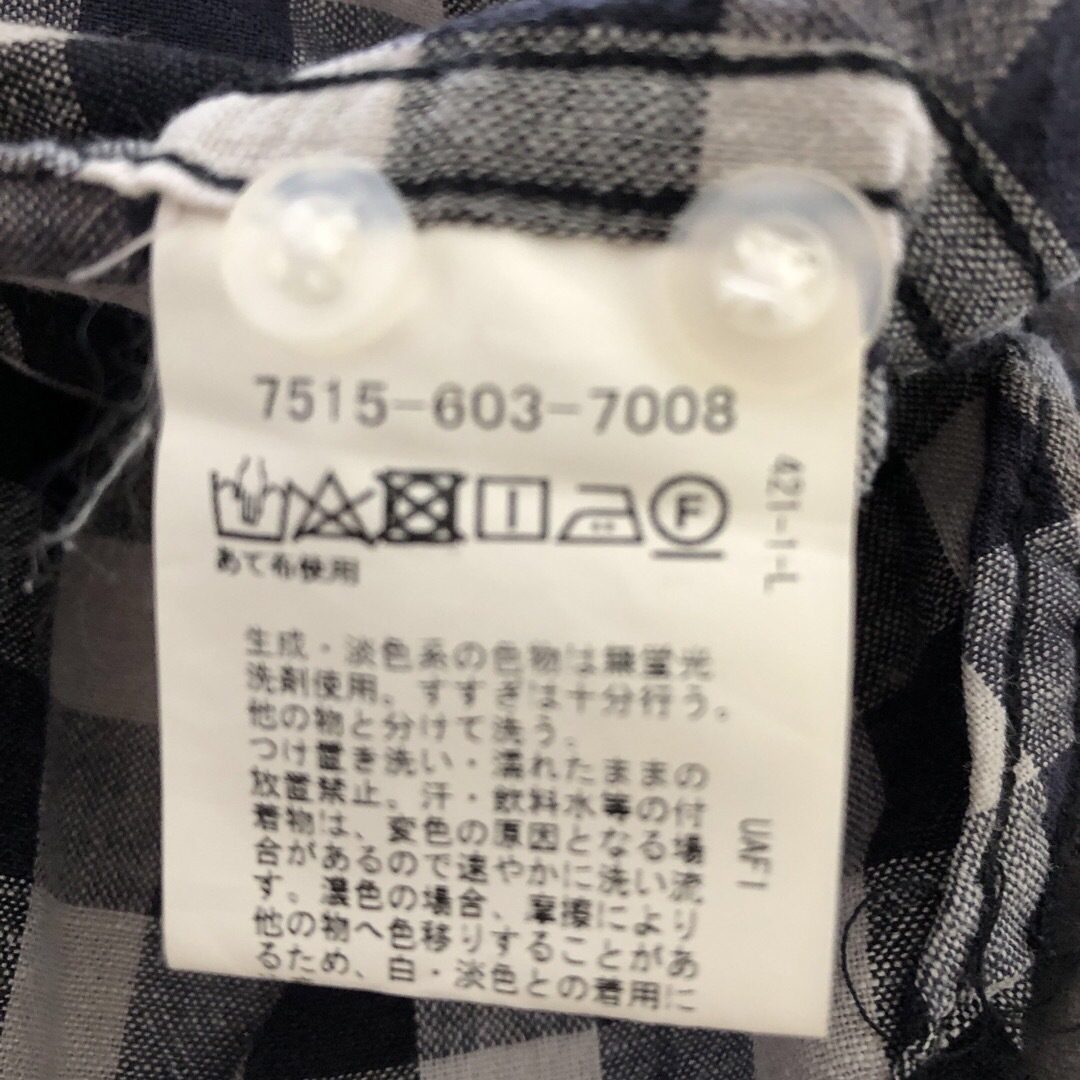 7515-603-7008
F
あて布使用
生成・淡色系の色物は無蛍光
洗剤使用。すすぎは十分行う。
他の物と分けて洗う。
つけ置き洗い・濡れたままの
放置禁止。汗・飲料水等の付
着物は、変色の原因となる場
合があるので速やかに洗い流
す。濃色の場合、摩擦により
他の物へ色移りすることがあ
るため、白・淡色との着用に
421-1-L
UAF1